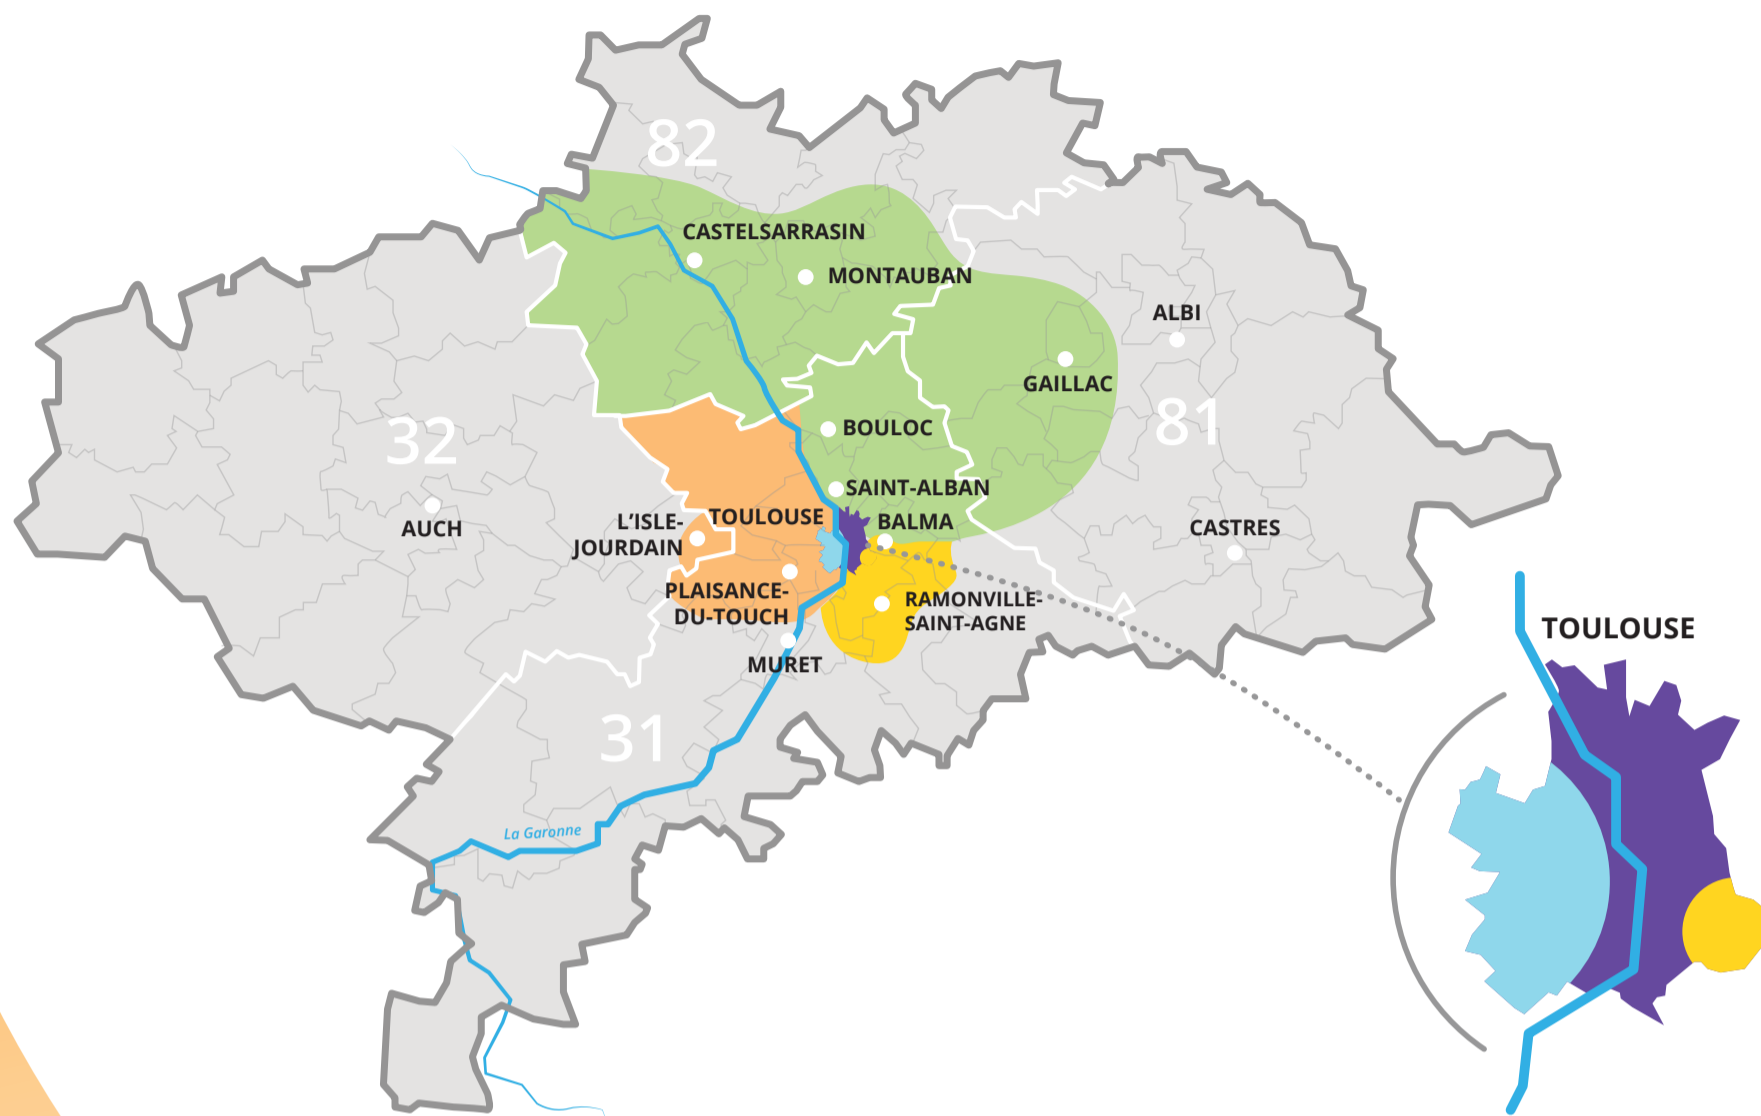 82
CASTELSARRASIN
MONTAUBAN
ALBI
GAILLAC
81
32
BOULOC
AUCH
SAINT-ALBAN
L'ISLE-
JOURDAIN
TOULOUSE
BALMA
CASTRES
PLAISANCE-
DU-TOUCH
RAMONVILLE-
SAINT-AGNE
MURET
31
La Garonne
TOULOUSE